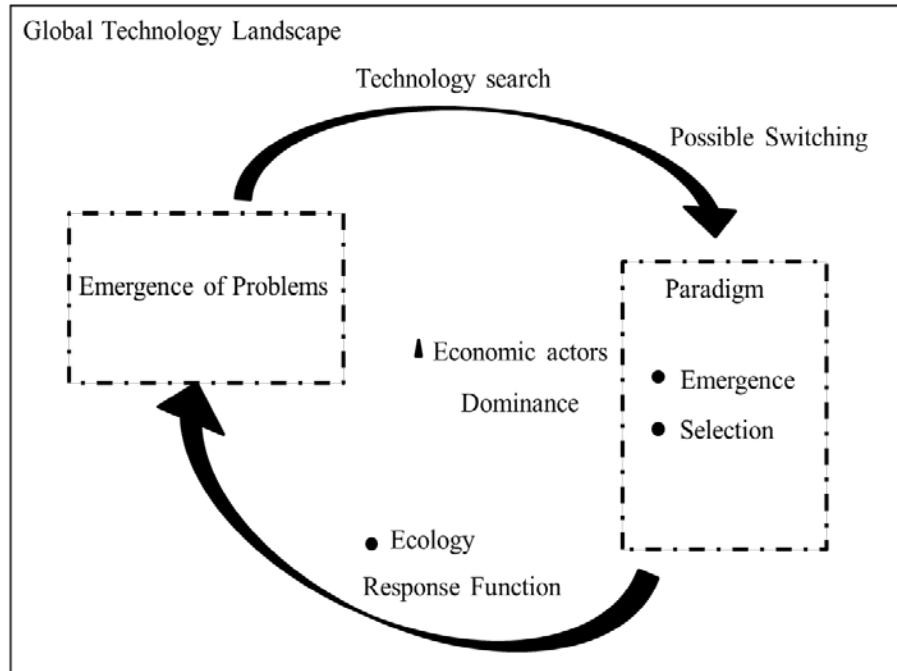 Global Technology Landscape
Technology search
Possible Switching
Emergence of Problems
Paradigm
Economic actors
Dominance
● Emergence
● Selection
● Ecology
Response Function